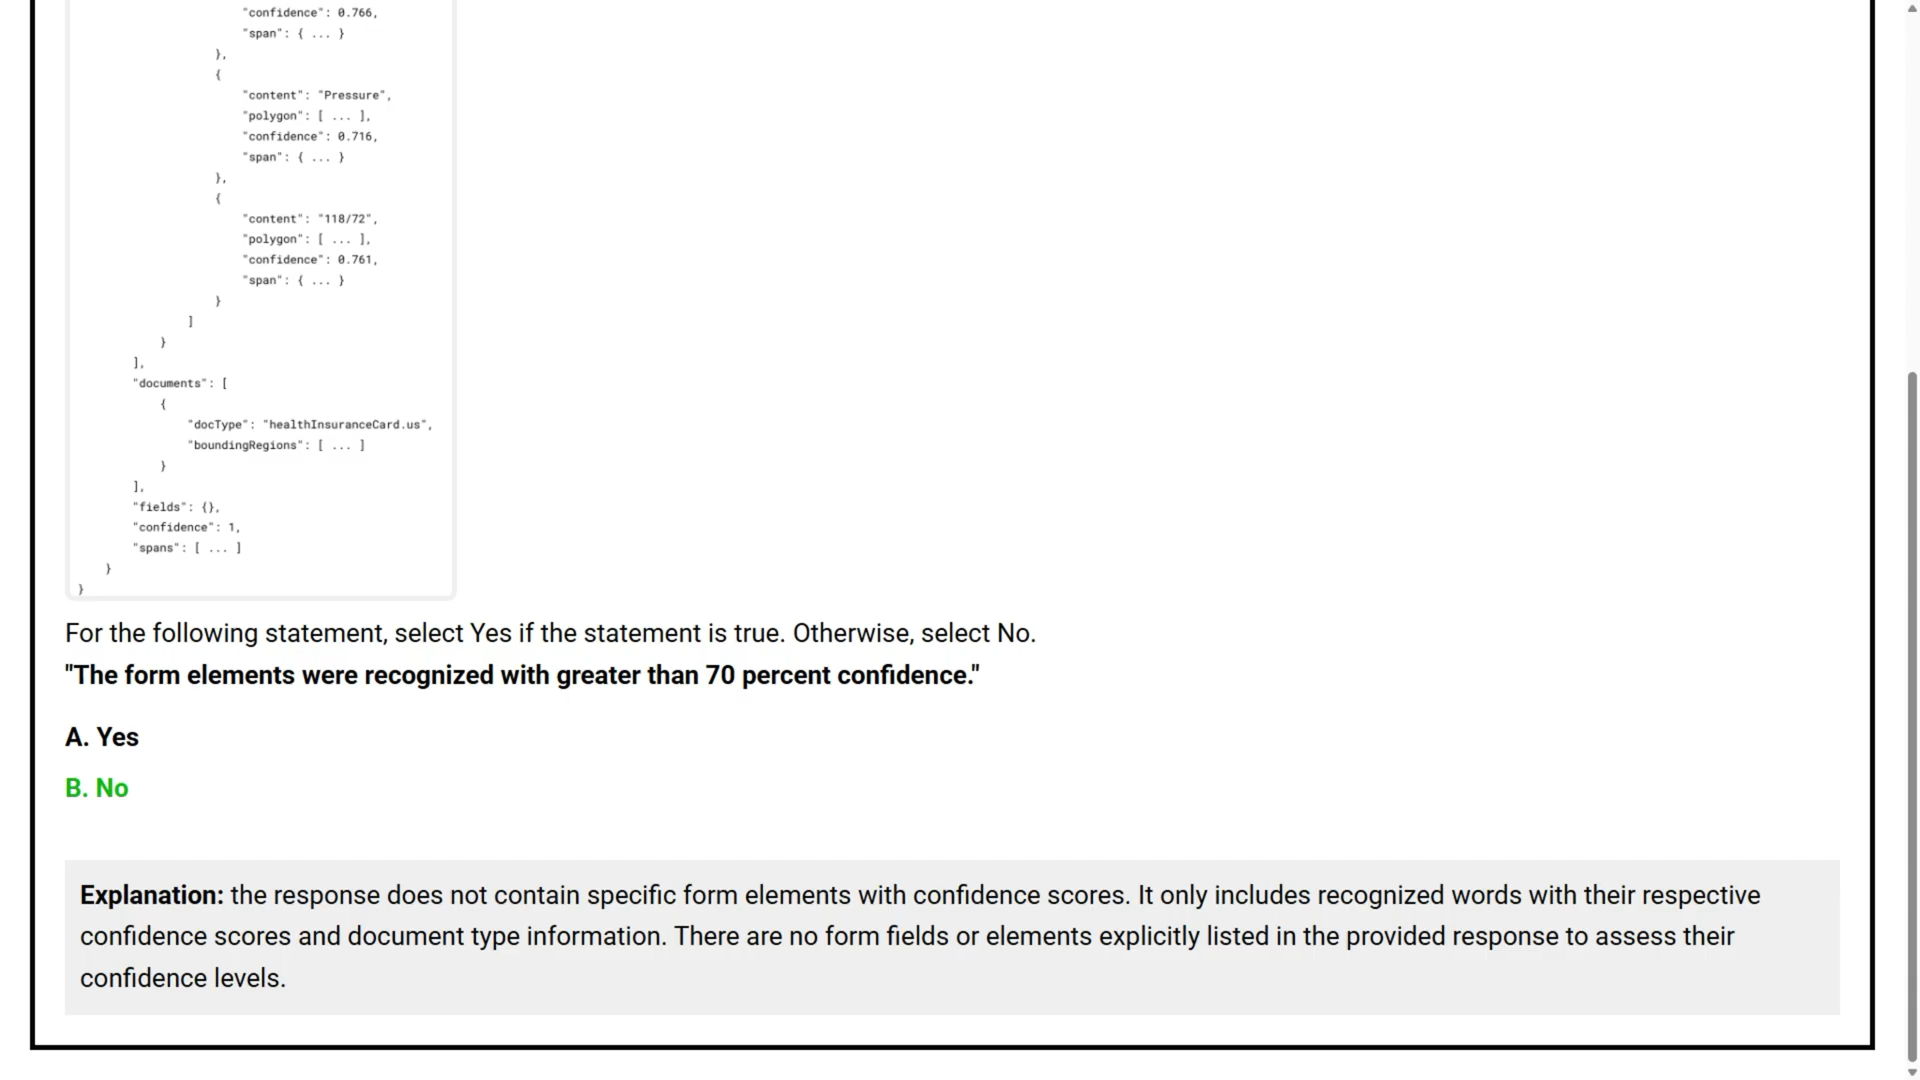 "confidence": 0.766,
"span": { ... }
},
{
"content": "Pressure",
"polygon": [ ... ],
"confidence": 0.716,
"span": { ... }
},
{
"content": "118/72",
"polygon": [ ... ],
"confidence": 0.761,
"span": { ... }
}
]
}
],
"documents": [
{
"docType": "healthInsuranceCard.us",
"boundingRegions": [ ... ]
}
],
"fields": {},
"confidence": 1,
"spans": [ ... ]
}
}
For the following statement, select Yes if the statement is true. Otherwise, select No.
"The form elements were recognized with greater than 70 percent confidence."
A. Yes
B. No
Explanation: the response does not contain specific form elements with confidence scores. It only includes recognized words with their respective
confidence scores and document type information. There are no form fields or elements explicitly listed in the provided response to assess their
confidence levels.